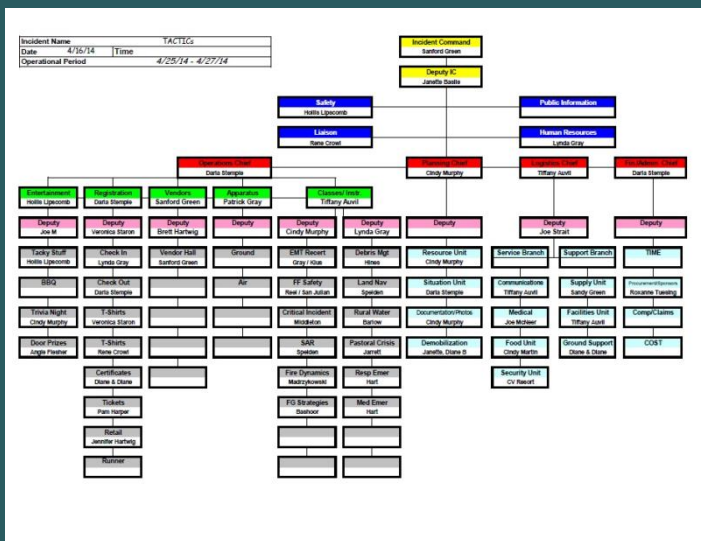 Incident Name TACTICs
Date 4/16/14 Time
Operational Period 4/25/14 - 4/27/14
Incident Command
Sanford Green
Deputy IC
Janette Basile
Safety
Hollis Lipscomb
Public Information
Liaison
Rene Crowl
Human Resources
Lynda Gray
Operations Chief
Darla Stemple
Planning Chief
Cindy Murphy
Logistics Chief
Tiffany Auvil
Fin./Admin. Chief
Darla Stemple
Entertainment
Hollis Lipscomb
Registration
Darla Stemple
Vendors
Sanford Green
Apparatus
Patrick Gray
Classes/ Instr.
Tiffany Auvil
Deputy
Joe M
Deputy
Veronica Staron
Deputy
Brett Hartwig
Deputy
Deputy
Cindy Murphy
Deputy
Lynda Gray
Deputy
Deputy
Joe Strait
Deputy
Tacky Stuff
Hollis Lipscomb
BBQ
Trivia Night
Cindy Murphy
Door Prizes
Angie Flesher
Check In
Lynda Gray
Check Out
Darla Stemple
T-Shirts
Veronica Staron
T-Shirts
Rene Crowl
Certificates
Diane & Diane
Tickets
Pam Harper
Retail
Jennifer Hartwig
Runner
Vendor Hall
Sanford Green
Ground
Air
EMT Recert
Gray / Kius
FF Safety
Reel / San Julian
Critical Incident
Middleton
SAR
Speiden
Fire Dynamics
Madrzykowski
FG Strategies
Bashoor
Debris Mgt
Hines
Land Nav
Speiden
Rural Water
Barlow
Pastoral Crisis
Jarrett
Resp Emer
Hart
Med Emer
Hart
Resource Unit
Cindy Murphy
Situation Unit
Darla Stemple
Documentation/Photos
Cindy Murphy
Demobilization
Janette, Diane B
Service Branch
Communications
Tiffany Auvil
Medical
Joe McNeer
Food Unit
Cindy Martin
Security Unit
CV Resort
Support Branch
Supply Unit
Sandy Green
Facilities Unit
Tiffany Auvil
Ground Support
Diane & Diane
TIME
Procurement/Sponsors
Roxanne Tuesing
Comp/Claims
COST